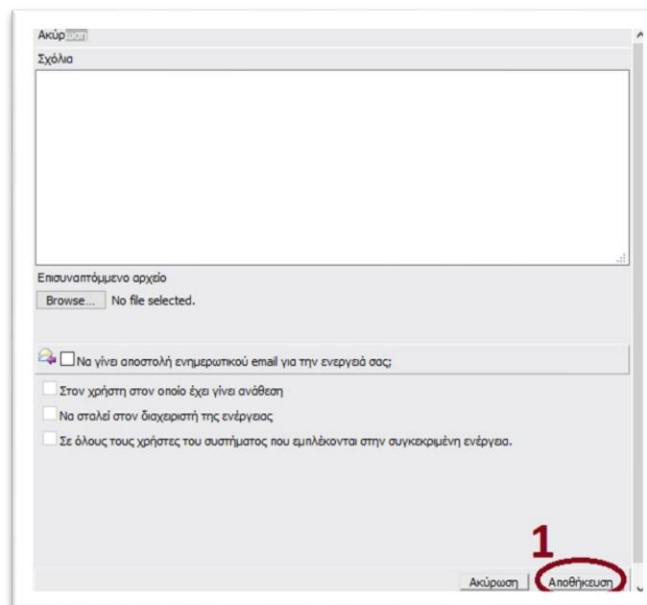 Ακύρωση
Σχόλια
Επισυναπτόμμενο αρχείο
Browse... No file selected.
Να γίνει αποστολή ενημερωτικού email για την ενεργειά σας;
Στον χρήστη στον οποίο έχει γίνει ανάθεση
Να σταλεί στον διαχειριστή της ενέργειας
Σε όλους τους χρήστες του συστήματος που εμπλέκονται στην συγκεκριμένη ενέργεια.
1
Ακύρωση Αποθήκευση